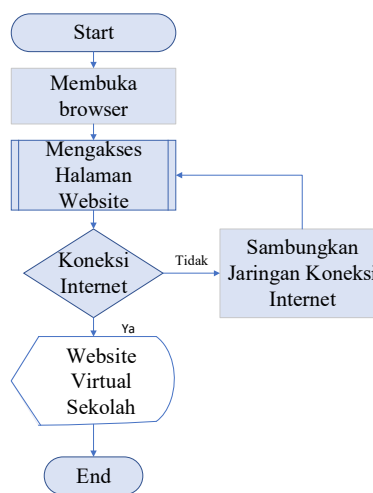 Start
Membuka
browser
Mengakses
Halaman
Website
Koneksi
Internet
Tidak
Sambungkan
Jaringan Koneksi
Internet
Ya
Website
Virtual
Sekolah
End